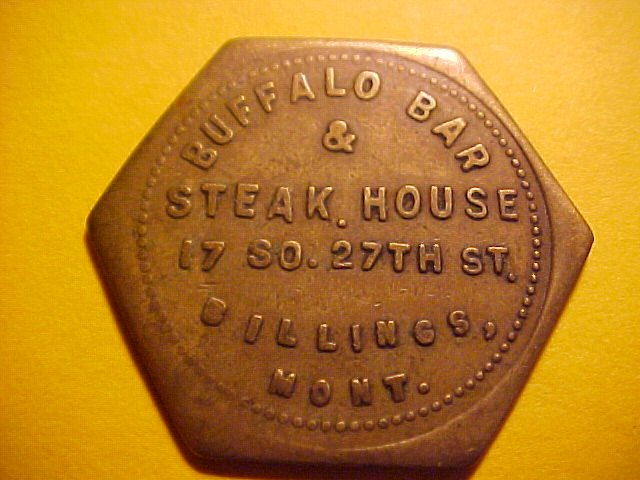 BUFFALO BAR
&
STEAK. HOUSE
17 SO. 27TH ST.
BILLINGS,
MONT.